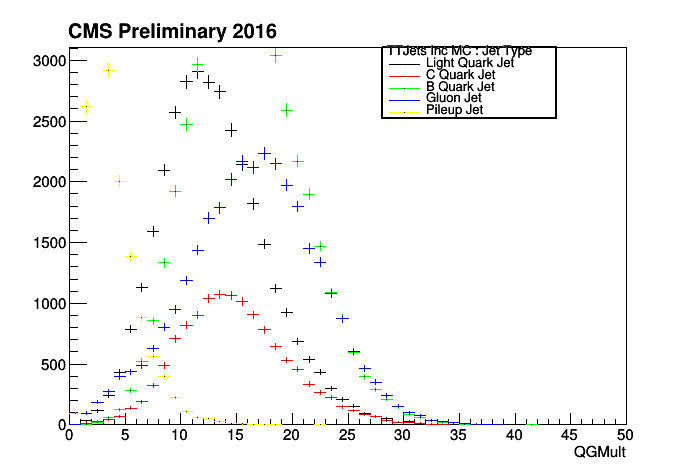 CMS Preliminary 2016
TTJets Inc MC : Jet Type
Light Quark Jet
C Quark Jet
B Quark Jet
Gluon Jet
Pileup Jet
3000
2500
2000
1500
1000
500
0
0 5 10 15 20 25 30 35 40 45 50
QGMult